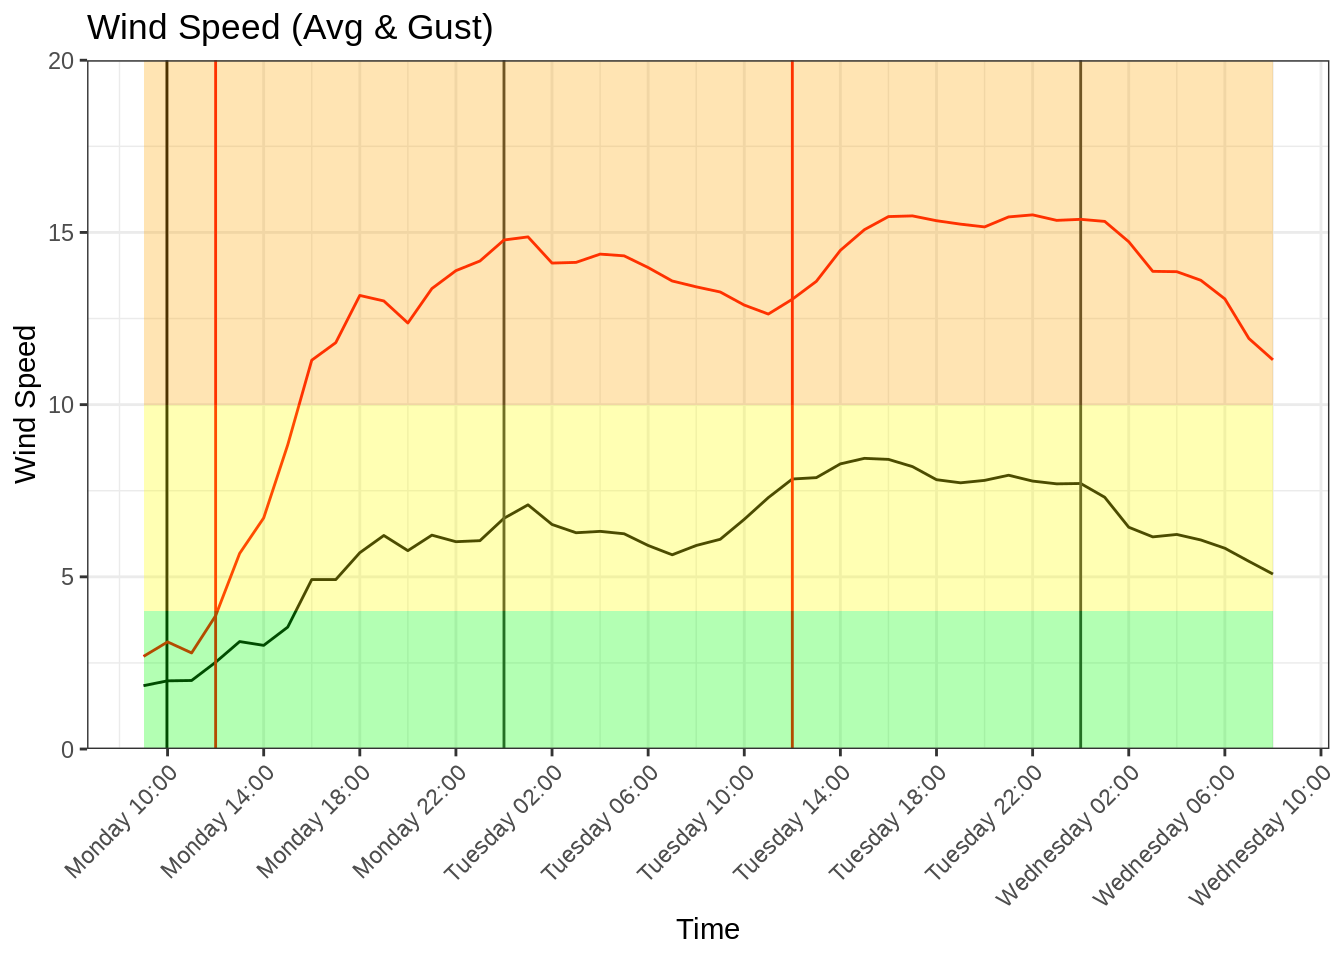 Wind Speed (Avg & Gust)
Wind Speed
20
15
10
5
0
Monday 10:00
Monday 14:00
Monday 18:00
Monday 22:00
Tuesday 02:00
Tuesday 06:00
Tuesday 10:00
Tuesday 14:00
Tuesday 18:00
Tuesday 22:00
Wednesday 02:00
Wednesday 06:00
Wednesday 10:00
Time